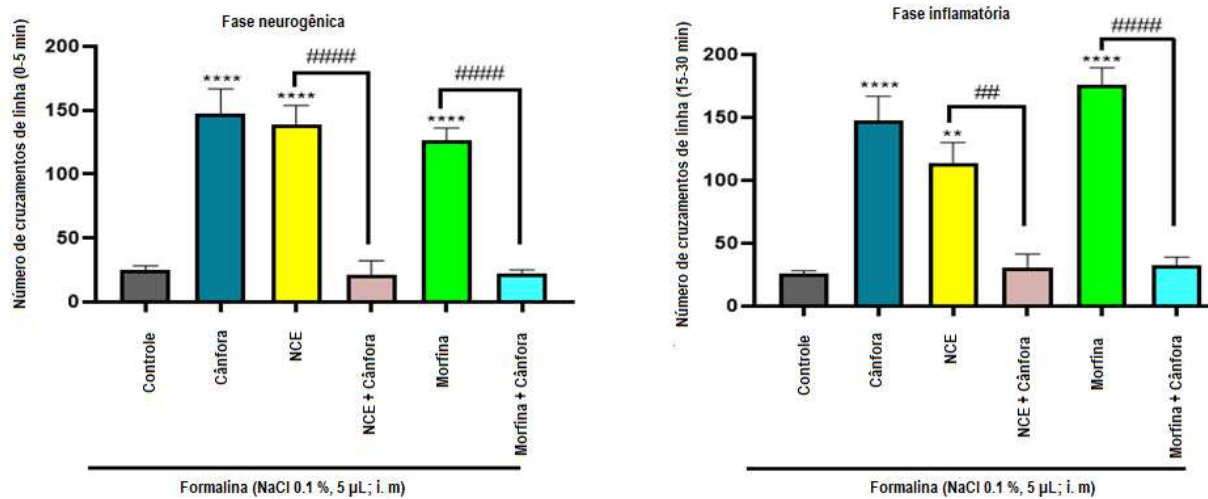 Fase neurogênica
Número de cruzamentos de linha (0-5 min)
200
150
100
50
0
****
****
#####
****
#####
Controle
Cânfora
NCE
NCE + Cânfora
Morfina
Morfina + Cânfora
Formalina (NaCl 0.1 %, 5 µL; i. m)
Fase inflamatória
Número de cruzamentos de linha (15-30 min)
200
150
100
50
0
****
**
##
****
#####
Controle
Cânfora
NCE
NCE + Cânfora
Morfina
Morfina + Cânfora
Formalina (NaCl 0.1 %, 5 µL; i. m)